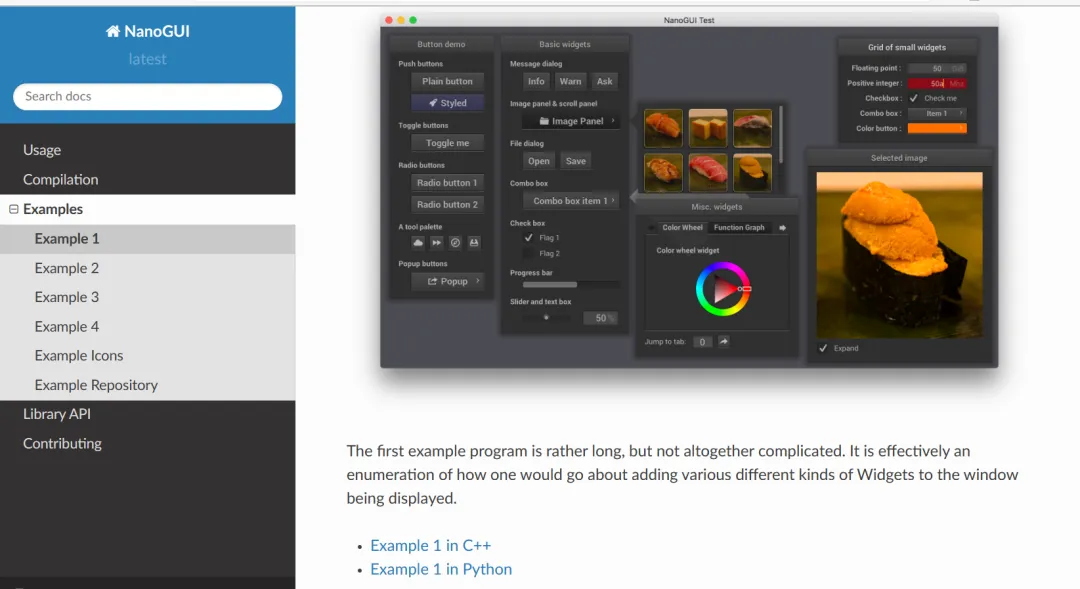 NanoGUI
latest
Search docs
Usage
Compilation
Examples
Example 1
Example 2
Example 3
Example 4
Example Icons
Example Repository
Library API
Contributing
NanoGUI Test
Button demo
Push buttons
Plain button
Styled
Toggle buttons
Toggle me
Radio buttons
Radio button 1
Radio button 2
A tool palette
Popup buttons
Popup
Basic widgets
Message dialog
Info Warn Ask
Image panel & scroll panel
Image Panel
File dialog
Open Save
Combo box
Combo box item 1
Check box
Flag 1
Flag 2
Progress bar
Slider and text box
50 %
Misc. widgets
Color Wheel Function Graph
Color wheel widget
Jump to tab: 0
Grid of small widgets
Floating point : 50
Positive integer : 50a Mhz
Checkbox : Check me
Combo box : Item 1
Color button :
Selected image
Expand
The first example program is rather long, but not altogether complicated. It is effectively an
enumeration of how one would go about adding various different kinds of Widgets to the window
being displayed.
• Example 1 in C++
• Example 1 in Python